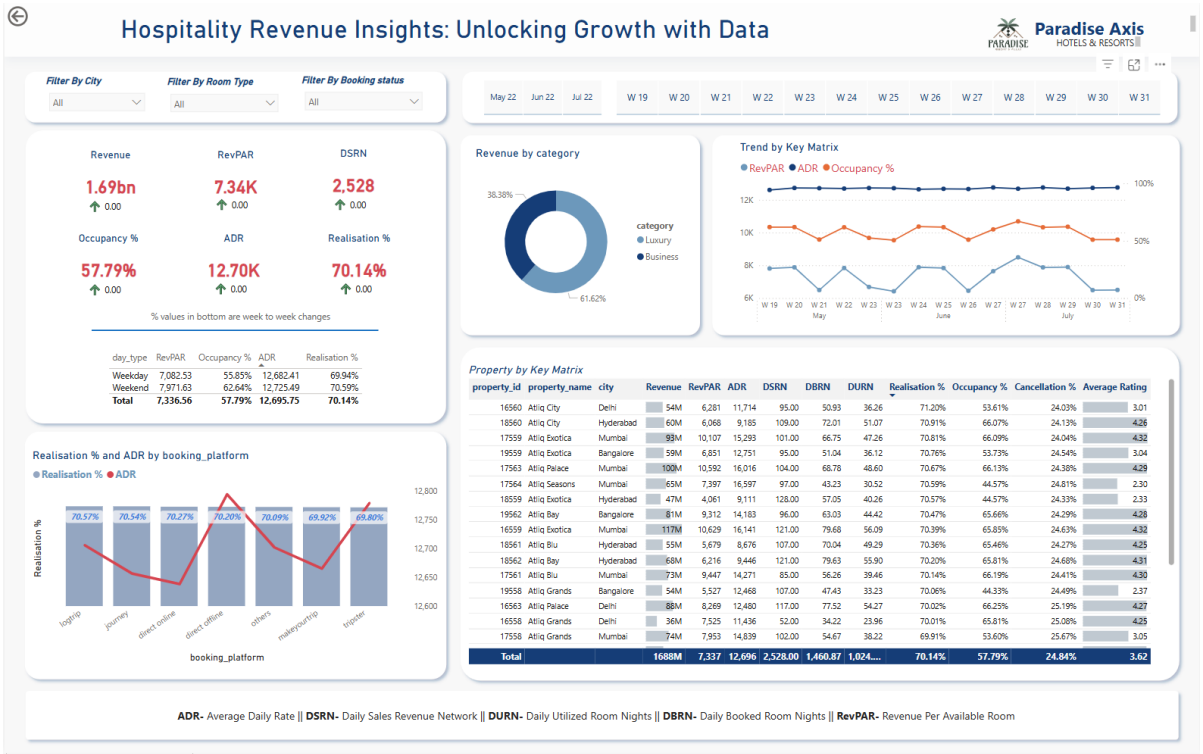 Hospitality Revenue Insights: Unlocking Growth with Data
PARADISE
Paradise Axis
HOTELS & RESORTS
Filter By City
All
Filter By Room Type
All
Filter By Booking status
All
May 22 Jun 22 Jul 22 W 19 W 20 W 21 W 22 W 23 W 24 W 25 W 26 W 27 W 28 W 29 W 30 W 31
Revenue RevPAR DSRN
1.69bn 7.34K 2,528
0.00 0.00 0.00
Occupancy % ADR Realisation %
57.79% 12.70K 70.14%
0.00 0.00 0.00
% values in bottom are week to week changes
day_type RevPAR Occupancy % ADR Realisation %
Weekday 7,082.53 55.85% 12,682.41 69.94%
Weekend 7,971.63 62.64% 12,725.49 70.59%
Total 7,336.56 57.79% 12,695.75 70.14%
Revenue by category
38.38%
61.62%
category
Luxury
Business
Trend by Key Matrix
RevPAR ADR Occupancy %
12K
10K
8K
6K
100%
50%
0%
W 19 W 20 W 21 W 22 W 23 W 23 W 24 W 25 W 26 W 27 W 27 W 28 W 29 W 30 W 31
May June July
Realisation % and ADR by booking_platform
Realisation % ADR
Realisation %
70.57% 70.54% 70.27% 70.20% 70.09% 69.92% 69.80%
12,800
12,750
12,700
12,650
12,600
logtrip journey direct online direct offline others makeyourtrip tripster
booking_platform
Property by Key Matrix
property_id property_name city Revenue RevPAR ADR DSRN DBRN DURN Realisation % Occupancy % Cancellation % Average Rating
16560 Atliq City Delhi 54M 6,281 11,714 95.00 50.93 36.26 71.20% 53.61% 24.03% 3.01
18560 Atliq City Hyderabad 60M 6,068 9,185 109.00 72.01 51.07 70.91% 66.07% 24.13% 4.26
17559 Atliq Exotica Mumbai 93M 10,107 15,293 101.00 66.75 47.26 70.81% 66.09% 24.04% 4.32
19559 Atliq Exotica Bangalore 59M 6,851 12,751 95.00 51.04 36.12 70.76% 53.73% 24.54% 3.04
17563 Atliq Palace Mumbai 100M 10,592 16,016 104.00 68.78 48.60 70.67% 66.13% 24.38% 4.29
17564 Atliq Seasons Mumbai 65M 7,397 16,597 97.00 43.23 30.52 70.59% 44.57% 24.81% 2.30
18559 Atliq Exotica Hyderabad 47M 4,061 9,111 128.00 57.05 40.26 70.57% 44.57% 24.33% 2.33
19562 Atliq Bay Bangalore 81M 9,312 14,183 96.00 63.03 44.42 70.47% 65.66% 24.29% 4.28
16559 Atliq Exotica Mumbai 117M 10,629 16,141 121.00 79.68 56.09 70.39% 65.85% 24.63% 4.32
18561 Atliq Blu Hyderabad 55M 5,679 8,676 107.00 70.04 49.29 70.36% 65.46% 24.27% 4.25
18562 Atliq Bay Hyderabad 68M 6,216 9,446 121.00 79.63 55.90 70.20% 65.81% 24.68% 4.31
17561 Atliq Blu Mumbai 73M 9,447 14,271 85.00 56.26 39.46 70.14% 66.19% 24.41% 4.30
19558 Atliq Grands Bangalore 54M 5,527 12,468 107.00 47.43 33.23 70.06% 44.33% 24.49% 2.37
16563 Atliq Palace Delhi 88M 8,269 12,480 117.00 77.52 54.27 70.02% 66.25% 25.19% 4.27
16558 Atliq Grands Delhi 36M 7,525 11,436 52.00 34.22 23.96 70.01% 65.81% 25.08% 4.25
17558 Atliq Grands Mumbai 74M 7,953 14,839 102.00 54.67 38.22 69.91% 53.60% 25.67% 3.05
Total 1688M 7,337 12,696 2,528.00 1,460.87 1,024.... 70.14% 57.79% 24.84% 3.62
ADR- Average Daily Rate || DSRN- Daily Sales Revenue Network || DURN- Daily Utilized Room Nights || DBRN- Daily Booked Room Nights || RevPAR- Revenue Per Available Room